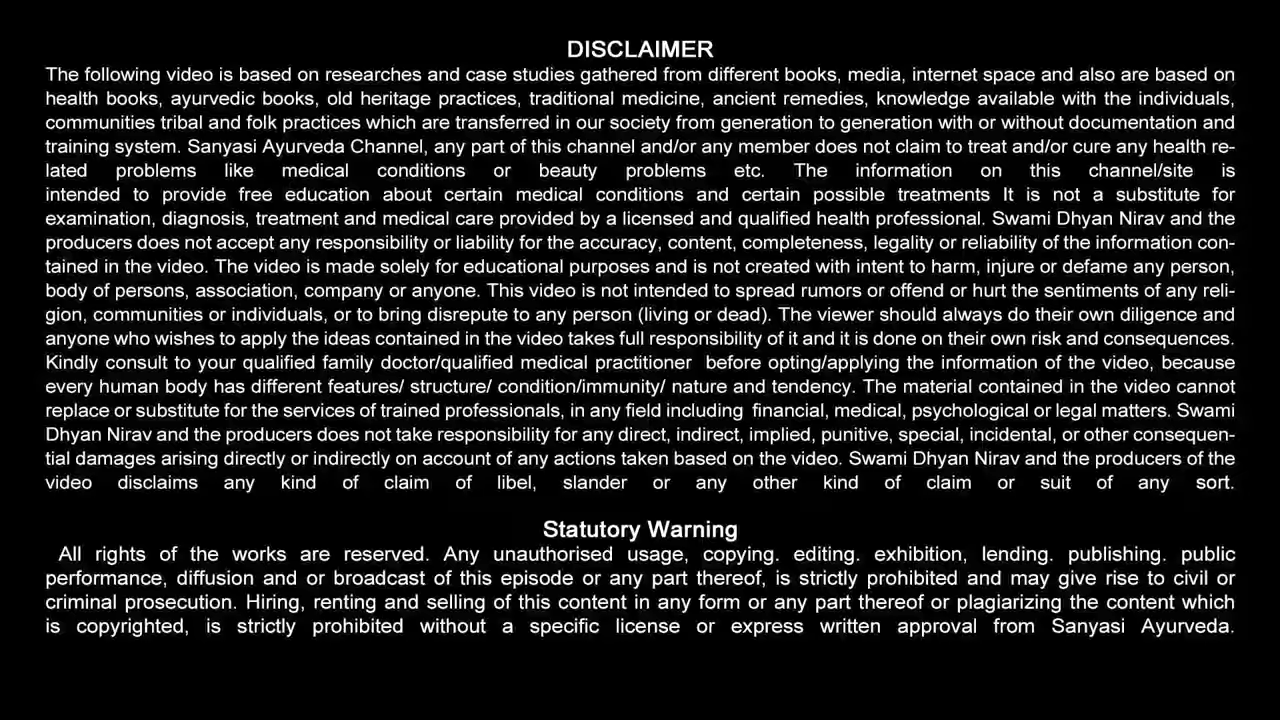 DISCLAIMER
The following video is based on researches and case studies gathered from different books, media, internet space and also are based on
health books, ayurvedic books, old heritage practices, traditional medicine, ancient remedies, knowledge available with the individuals,
communities tribal and folk practices which are transferred in our society from generation to generation with or without documentation and
training system. Sanyasi Ayurveda Channel, any part of this channel and/or any member does not claim to treat and/or cure any health re-
lated problems like medical conditions or beauty problems etc. The information on this channel/site is
intended to provide free education about certain medical conditions and certain possible treatments It is not a substitute for
examination, diagnosis, treatment and medical care provided by a licensed and qualified health professional. Swami Dhyan Nirav and the
producers does not accept any responsibility or liability for the accuracy, content, completeness, legality or reliability of the information con-
tained in the video. The video is made solely for educational purposes and is not created with intent to harm, injure or defame any person,
body of persons, association, company or anyone. This video is not intended to spread rumors or offend or hurt the sentiments of any reli-
gion, communities or individuals, or to bring disrepute to any person (living or dead). The viewer should always do their own diligence and
anyone who wishes to apply the ideas contained in the video takes full responsibility of it and it is done on their own risk and consequences.
Kindly consult to your qualified family doctor/qualified medical practitioner before opting/applying the information of the video, because
every human body has different features/ structure/ condition/immunity/ nature and tendency. The material contained in the video cannot
replace or substitute for the services of trained professionals, in any field including financial, medical, psychological or legal matters. Swami
Dhyan Nirav and the producers does not take responsibility for any direct, indirect, implied, punitive, special, incidental, or other consequen-
tial damages arising directly or indirectly on account of any actions taken based on the video. Swami Dhyan Nirav and the producers of the
video disclaims any kind of claim of libel, slander or any other kind of claim or suit of any sort.
Statutory Warning
All rights of the works are reserved. Any unauthorised usage, copying. editing. exhibition, lending. publishing. public
performance, diffusion and or broadcast of this episode or any part thereof, is strictly prohibited and may give rise to civil or
criminal prosecution. Hiring, renting and selling of this content in any form or any part thereof or plagiarizing the content which
is copyrighted, is strictly prohibited without a specific license or express written approval from Sanyasi Ayurveda.